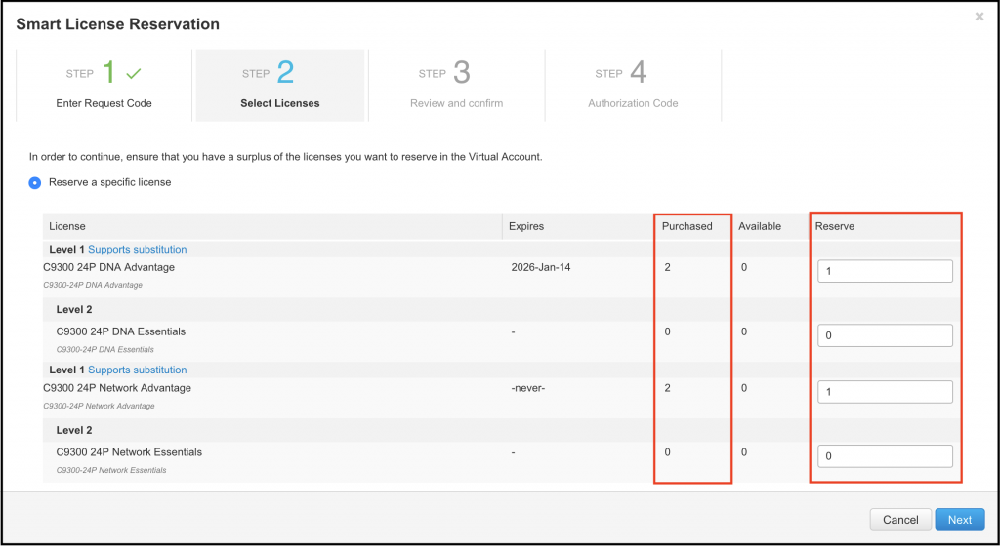 Smart License Reservation
×
STEP 1
Enter Request Code
STEP 2
Select Licenses
STEP 3
Review and confirm
STEP 4
Authorization Code
In order to continue, ensure that you have a surplus of the licenses you want to reserve in the Virtual Account.
Reserve a specific license
License Expires Purchased Available Reserve
Level 1 Supports substitution
C9300 24P DNA Advantage 2026-Jan-14 2 0 1
C9300-24P DNA Advantage
Level 2
C9300 24P DNA Essentials - 0 0 0
C9300-24P DNA Essentials
Level 1 Supports substitution
C9300 24P Network Advantage -never- 2 0 1
C9300-24P Network Advantage
Level 2
C9300 24P Network Essentials - 0 0 0
C9300-24P Network Essentials
Cancel Next